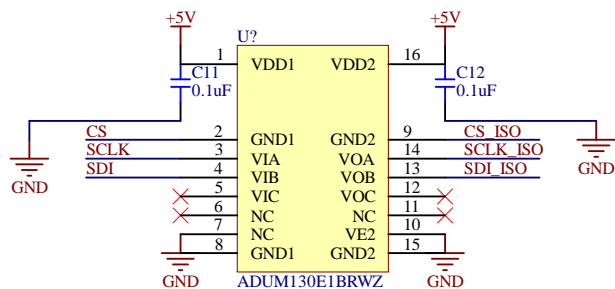 +5V +5V
U?
1 VDD1 VDD2 16
C11 C12
0.1uF 0.1uF
CS 2 GND1 GND2 9 CS_ISO
SCLK 3 VIA VOA 14 SCLK_ISO
SDI 4 VIB VOB 13 SDI_ISO
GND GND
5 VIC VOC 12
6 NC NC 11
7 NC VE2 10
8 GND1 GND2 15
GND GND
ADUM130E1BRWZ